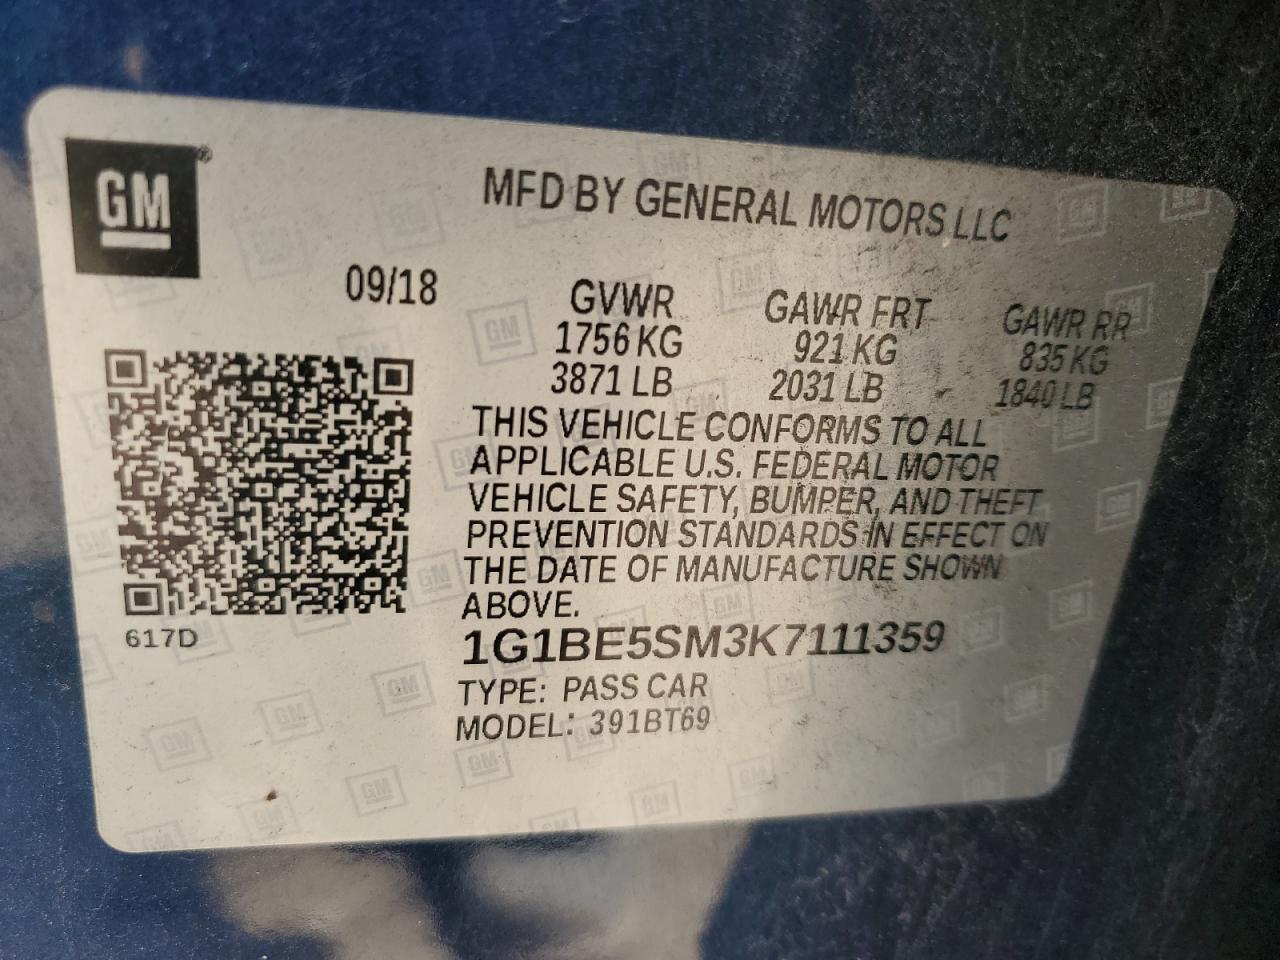 GM®
MFD BY GENERAL MOTORS LLC
09/18
GVWR GAWR FRT GAWR RR
1756 KG 921 KG 835 KG
3871 LB 2031 LB 1840 LB
THIS VEHICLE CONFORMS TO ALL
APPLICABLE U.S. FEDERAL MOTOR
VEHICLE SAFETY, BUMPER, AND THEFT
PREVENTION STANDARDS IN EFFECT ON
THE DATE OF MANUFACTURE SHOWN
ABOVE.
617D
1G1BE5SM3K7111359
TYPE: PASS CAR
MODEL: 391BT69